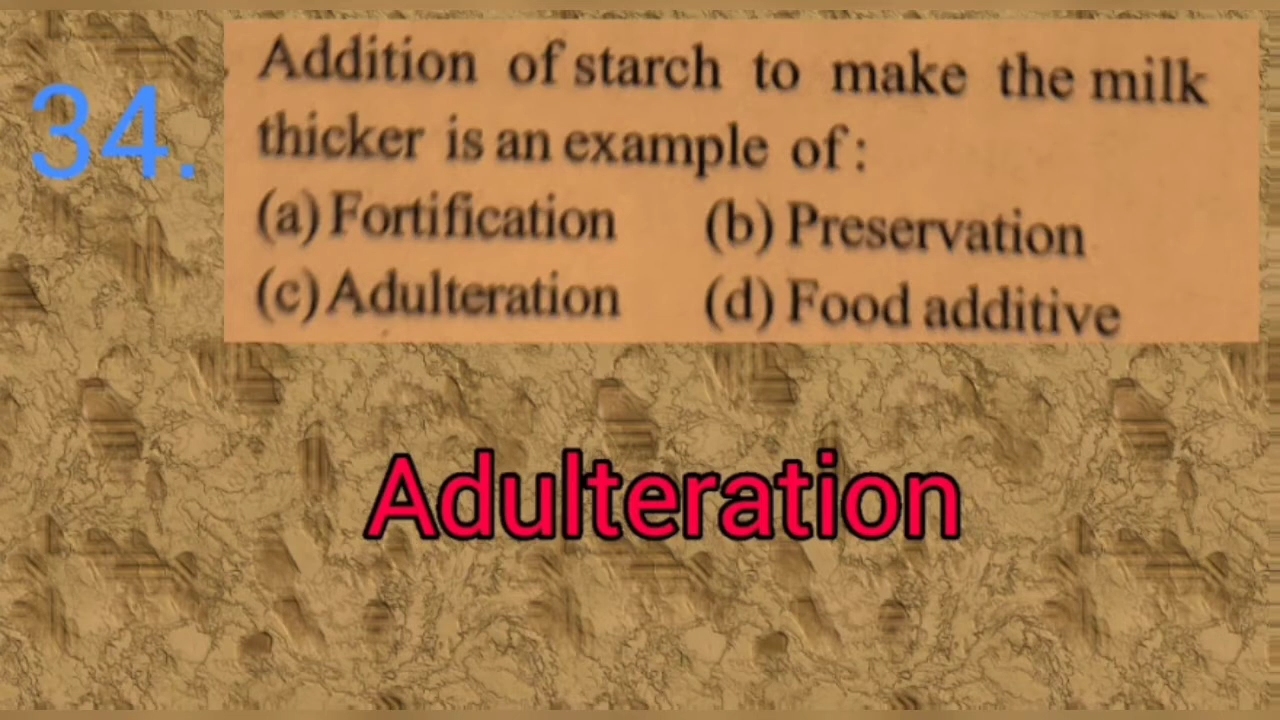 34.
Addition of starch to make the milk
thicker is an example of :
(a) Fortification (b) Preservation
(c) Adulteration (d) Food additive
Adulteration